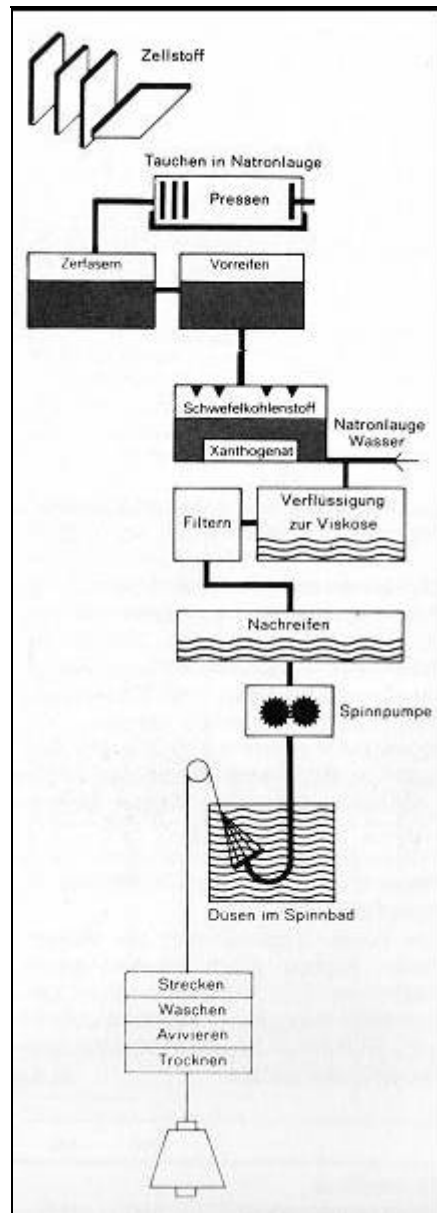 Zellstoff
Tauchen in Natronlauge
Pressen
Zerfasern
Vorreifen
Schwefelkohlenstoff
Natronlauge
Wasser
Xanthogenat
Filtern
Verflüssigung
zur Viskose
Nachreifen
Spinnpumpe
Düsen im Spinnbad
Strecken
Waschen
Avivieren
Trocknen